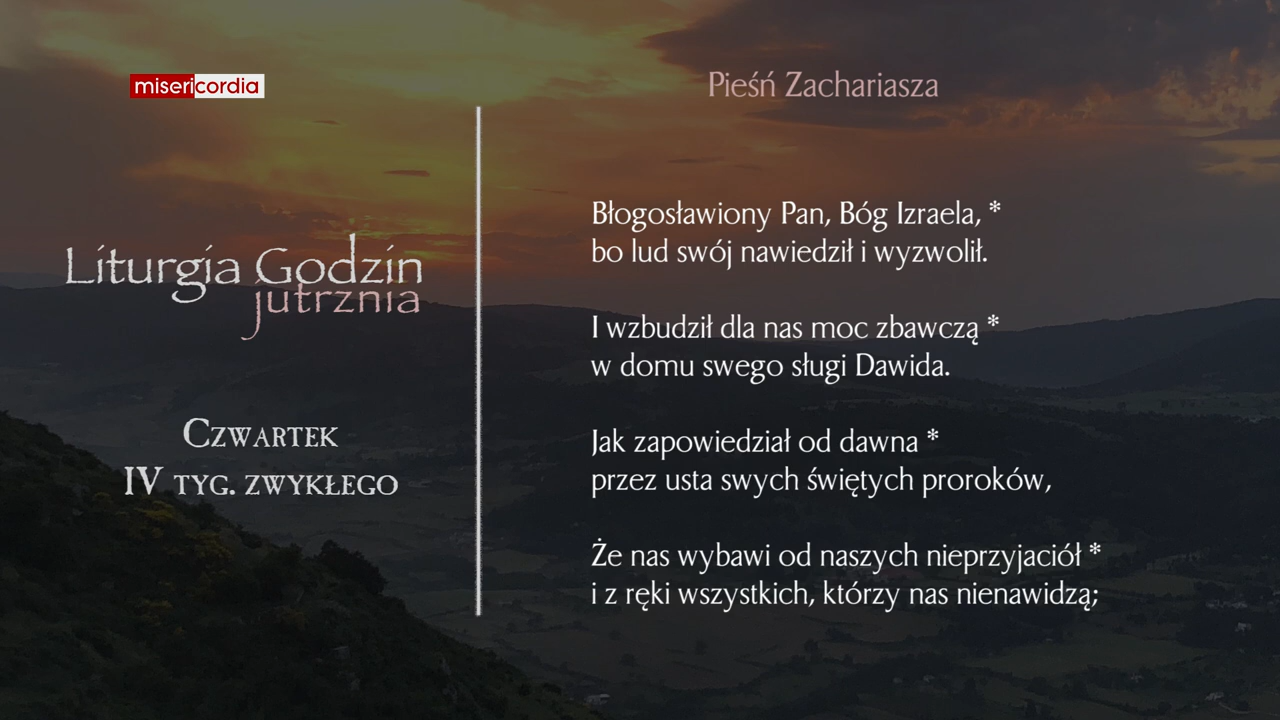 misericordia
Liturgia Godzin
jutrznia
Czwartek
IV tyg. zwykłego
Pieśń Zachariasza
Błogosławiony Pan, Bóg Izraela, *
bo lud swój nawiedził i wyzwolił.
I wzbudził dla nas moc zbawczą *
w domu swego sługi Dawida.
Jak zapowiedział od dawna *
przez usta swych świętych proroków,
Że nas wybawi od naszych nieprzyjaciół *
i z ręki wszystkich, którzy nas nienawidzą;